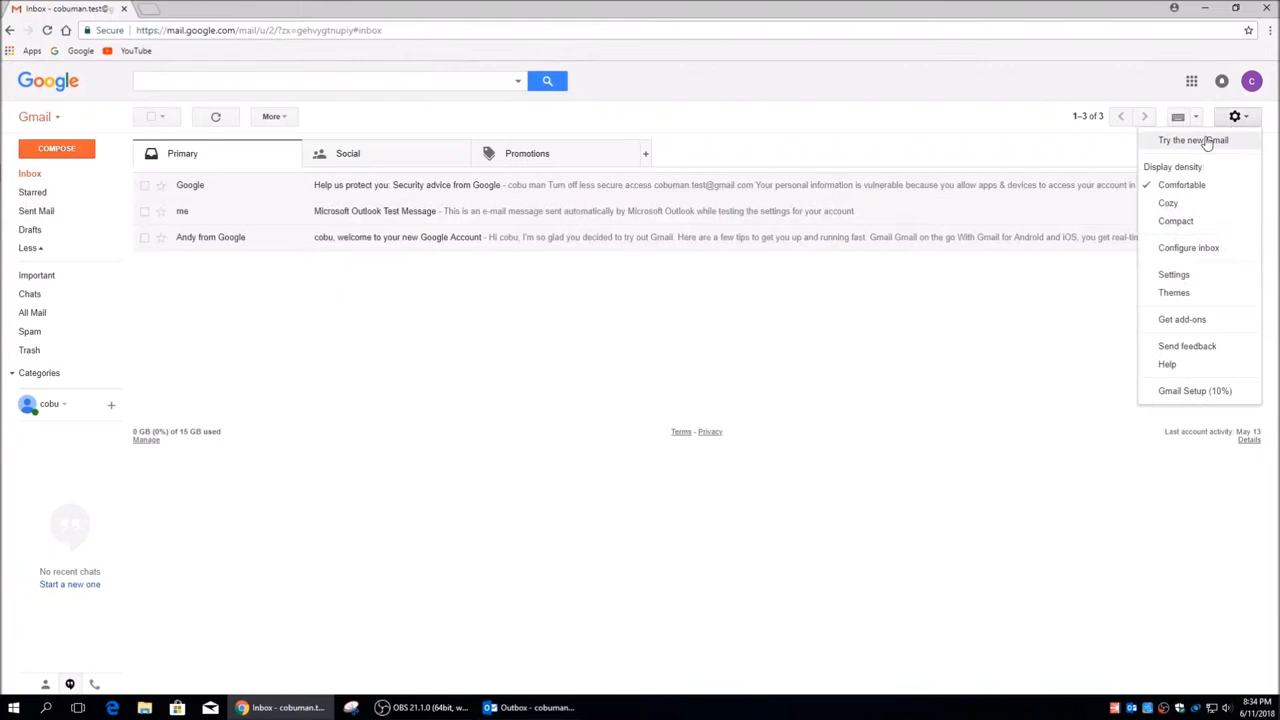 Inbox - cobuman.test@g
Secure
https://mail.google.com/mail/u/2/?zx=gehvygtnupiy#inbox
Apps
Google
YouTube
Google
C
Gmail
More
1–3 of 3
COMPOSE
Primary
Social
Promotions
Inbox
Starred
Sent Mail
Drafts
Less
Important
Chats
All Mail
Spam
Trash
Categories
cobu
Google
Help us protect you: Security advice from Google - cobu man Turn off less secure access cobuman.test@gmail.com Your personal information is vulnerable because you allow apps & devices to access your account in
me
Microsoft Outlook Test Message - This is an e-mail message sent automatically by Microsoft Outlook while testing the settings for your account.
Andy from Google
cobu, welcome to your new Google Account - Hi cobu, I'm so glad you decided to try out Gmail. Here are a few tips to get you up and running fast. Gmail Gmail on the go With Gmail for Android and iOS, you get real-tim
Try the new Gmail
Display density:
Comfortable
Cozy
Compact
Configure inbox
Settings
Themes
Get add-ons
Send feedback
Help
Gmail Setup (10%)
0 GB (0%) of 15 GB used
Manage
Terms - Privacy
Last account activity: May 13
Details
No recent chats
Start a new one
Inbox - cobuman.t...
OBS 21.1.0 (64bit, w...
Outbox - cobuman...
8:34 PM
6/11/2018